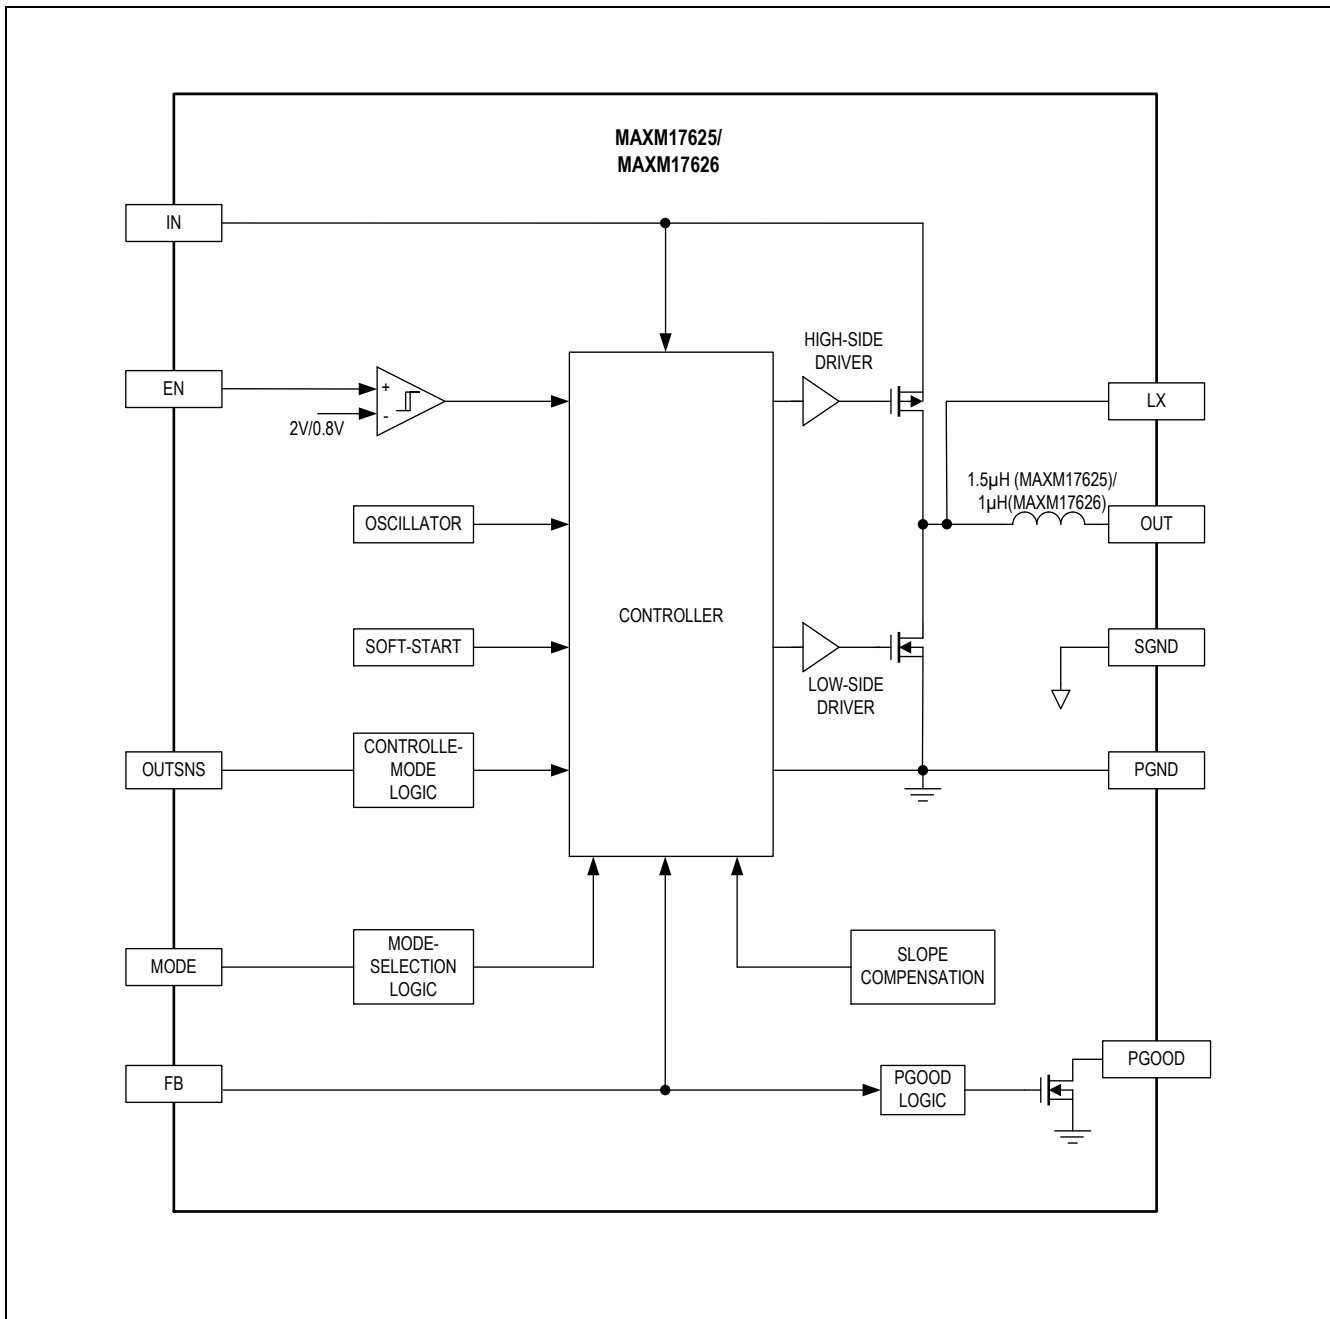 MAXM17625/
MAXM17626
IN
HIGH-SIDE
DRIVER
EN
+
-
2V/0.8V
LX
1.5µH (MAXM17625)/
1µH(MAXM17626)
OSCILLATOR
OUT
CONTROLLER
SOFT-START
SGND
LOW-SIDE
DRIVER
OUTSNS
CONTROLLE-
MODE
LOGIC
PGND
MODE
MODE-
SELECTION
LOGIC
SLOPE
COMPENSATION
FB
PGOOD
LOGIC
PGOOD